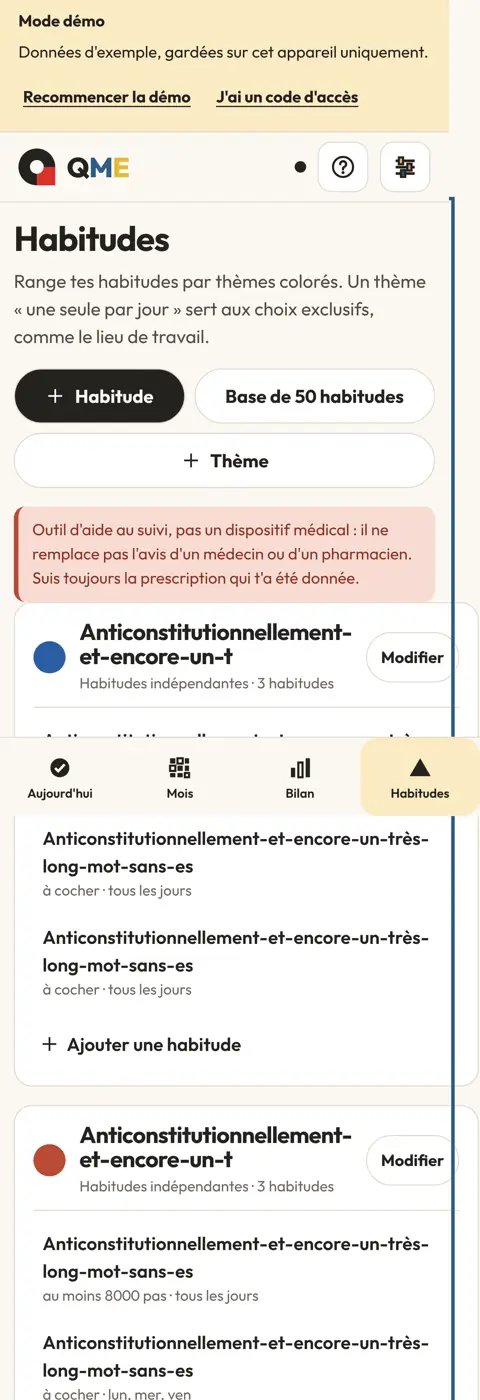 Mode démo
Données d'exemple, gardées sur cet appareil uniquement.
Recommencer la démo J'ai un code d'accès
QME
Habitudes
Range tes habitudes par thèmes colorés. Un thème
« une seule par jour » sert aux choix exclusifs,
comme le lieu de travail.
+ Habitude
Base de 50 habitudes
+ Thème
Outil d'aide au suivi, pas un dispositif médical : il ne
remplace pas l'avis d'un médecin ou d'un pharmacien.
Suis toujours la prescription qui t'a été donnée.
Anticonstitutionnellement-
et-encore-un-t
Habitudes indépendantes · 3 habitudes
Modifier
Aujourd'hui
Mois
Bilan
Habitudes
Anticonstitutionnellement-et-encore-un-très-
long-mot-sans-es
à cocher · tous les jours
Anticonstitutionnellement-et-encore-un-très-
long-mot-sans-es
à cocher · tous les jours
+ Ajouter une habitude
Anticonstitutionnellement-
et-encore-un-t
Habitudes indépendantes · 3 habitudes
Modifier
Anticonstitutionnellement-et-encore-un-très-
long-mot-sans-es
au moins 8000 pas · tous les jours
Anticonstitutionnellement-et-encore-un-très-
long-mot-sans-es
à cocher · lun, mer, ven